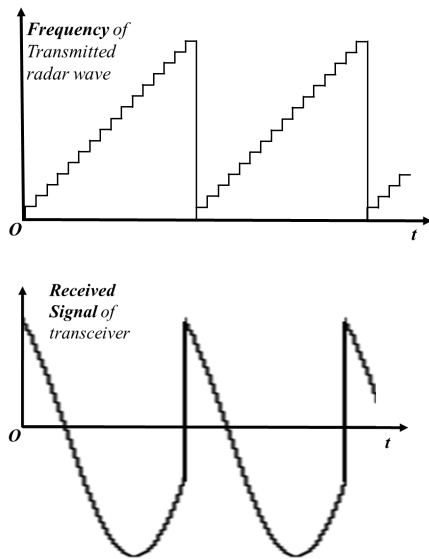 Frequency of
Transmitted
radar wave
O
t
Received
Signal of
transceiver
O
t